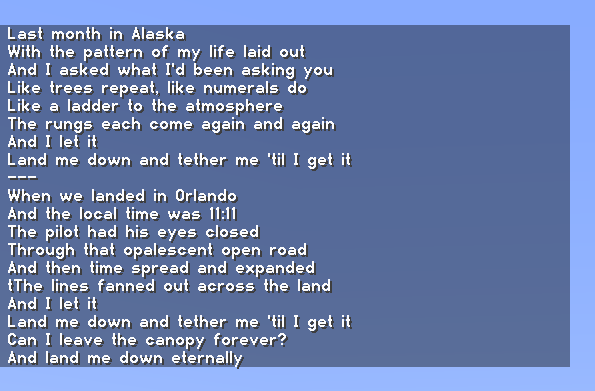 Last month in Alaska
With the pattern of my life laid out
And I asked what I'd been asking you
Like trees repeat, like numerals do
Like a ladder to the atmosphere
The rungs each come again and again
And I let it
Land me down and tether me 'til I get it
---
When we landed in Orlando
And the local time was 11:11
The pilot had his eyes closed
Through that opalescent open road
And then time spread and expanded
tThe lines fanned out across the land
And I let it
Land me down and tether me 'til I get it
Can I leave the canopy forever?
And land me down eternally